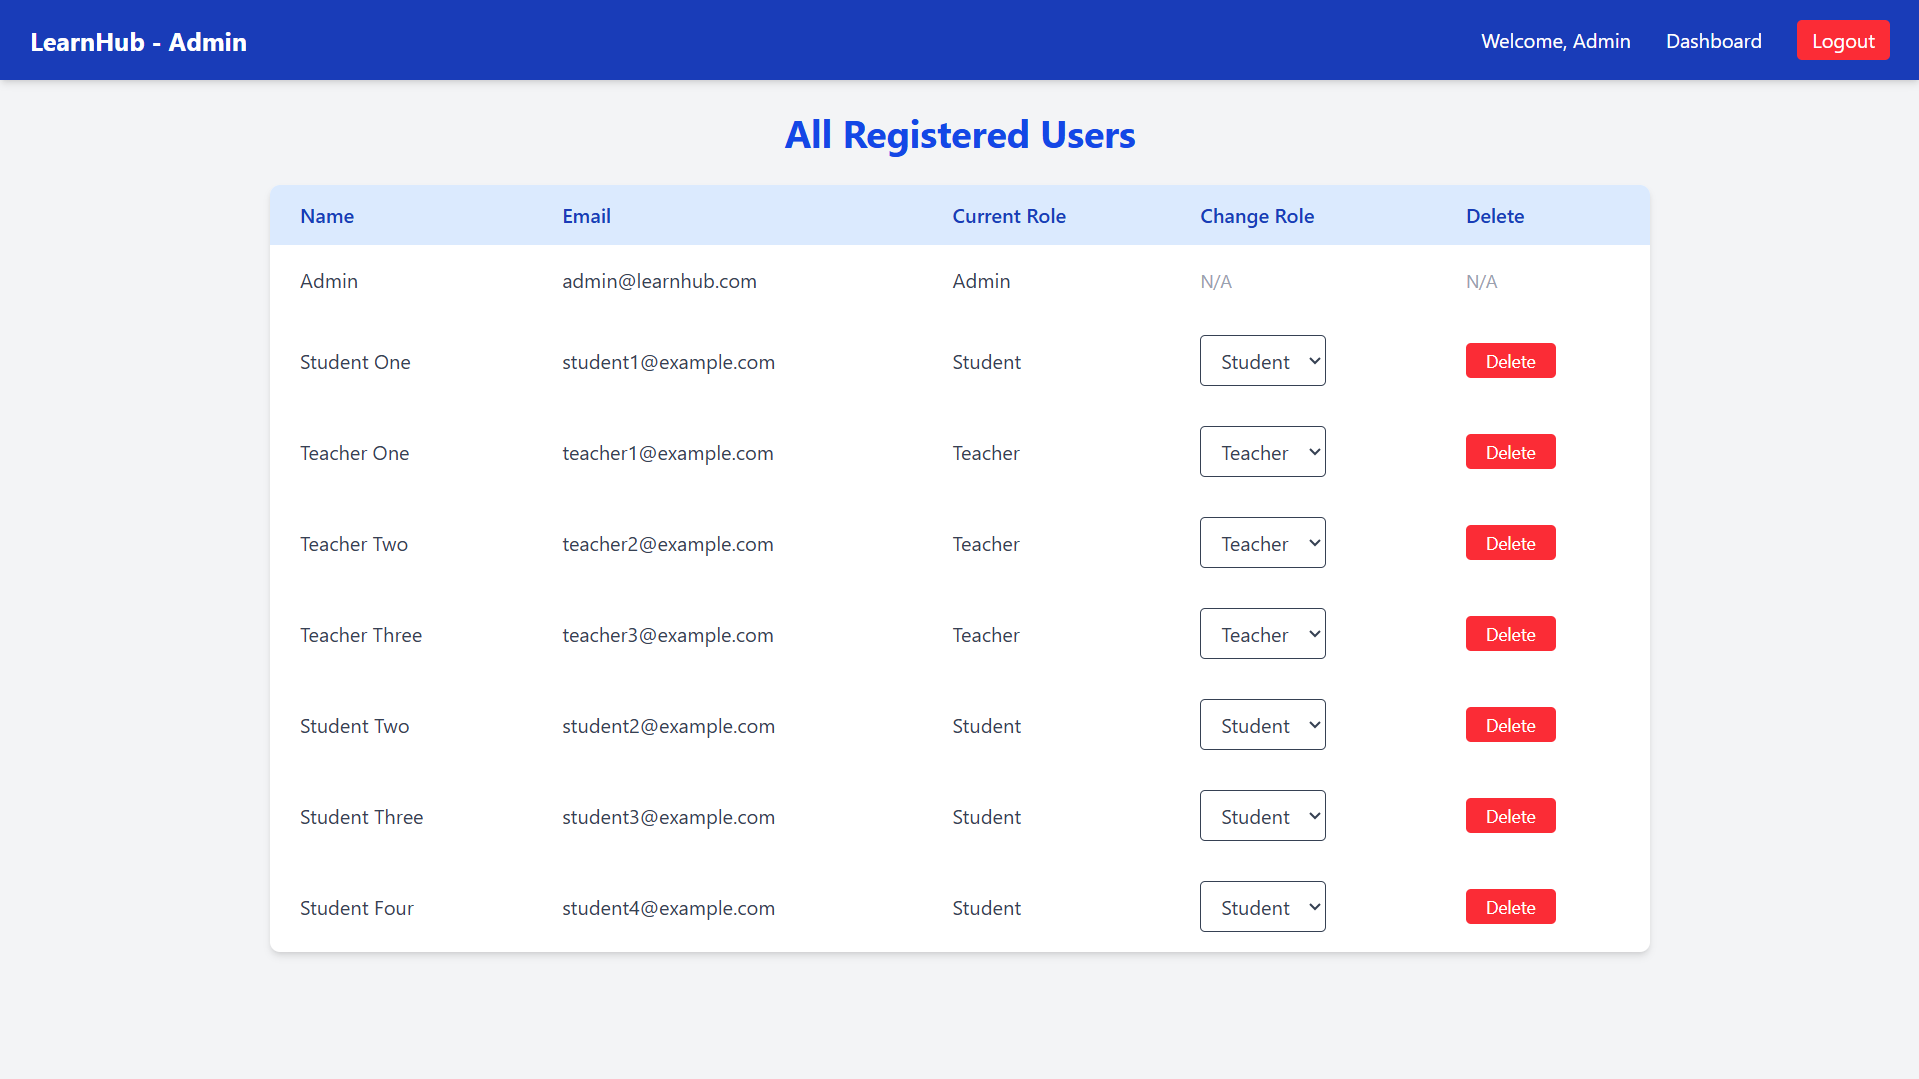 LearnHub - Admin Welcome, Admin Dashboard Logout
All Registered Users
Name Email Current Role Change Role Delete
Admin admin@learnhub.com Admin N/A N/A
Student One student1@example.com Student Student Delete
Teacher One teacher1@example.com Teacher Teacher Delete
Teacher Two teacher2@example.com Teacher Teacher Delete
Teacher Three teacher3@example.com Teacher Teacher Delete
Student Two student2@example.com Student Student Delete
Student Three student3@example.com Student Student Delete
Student Four student4@example.com Student Student Delete